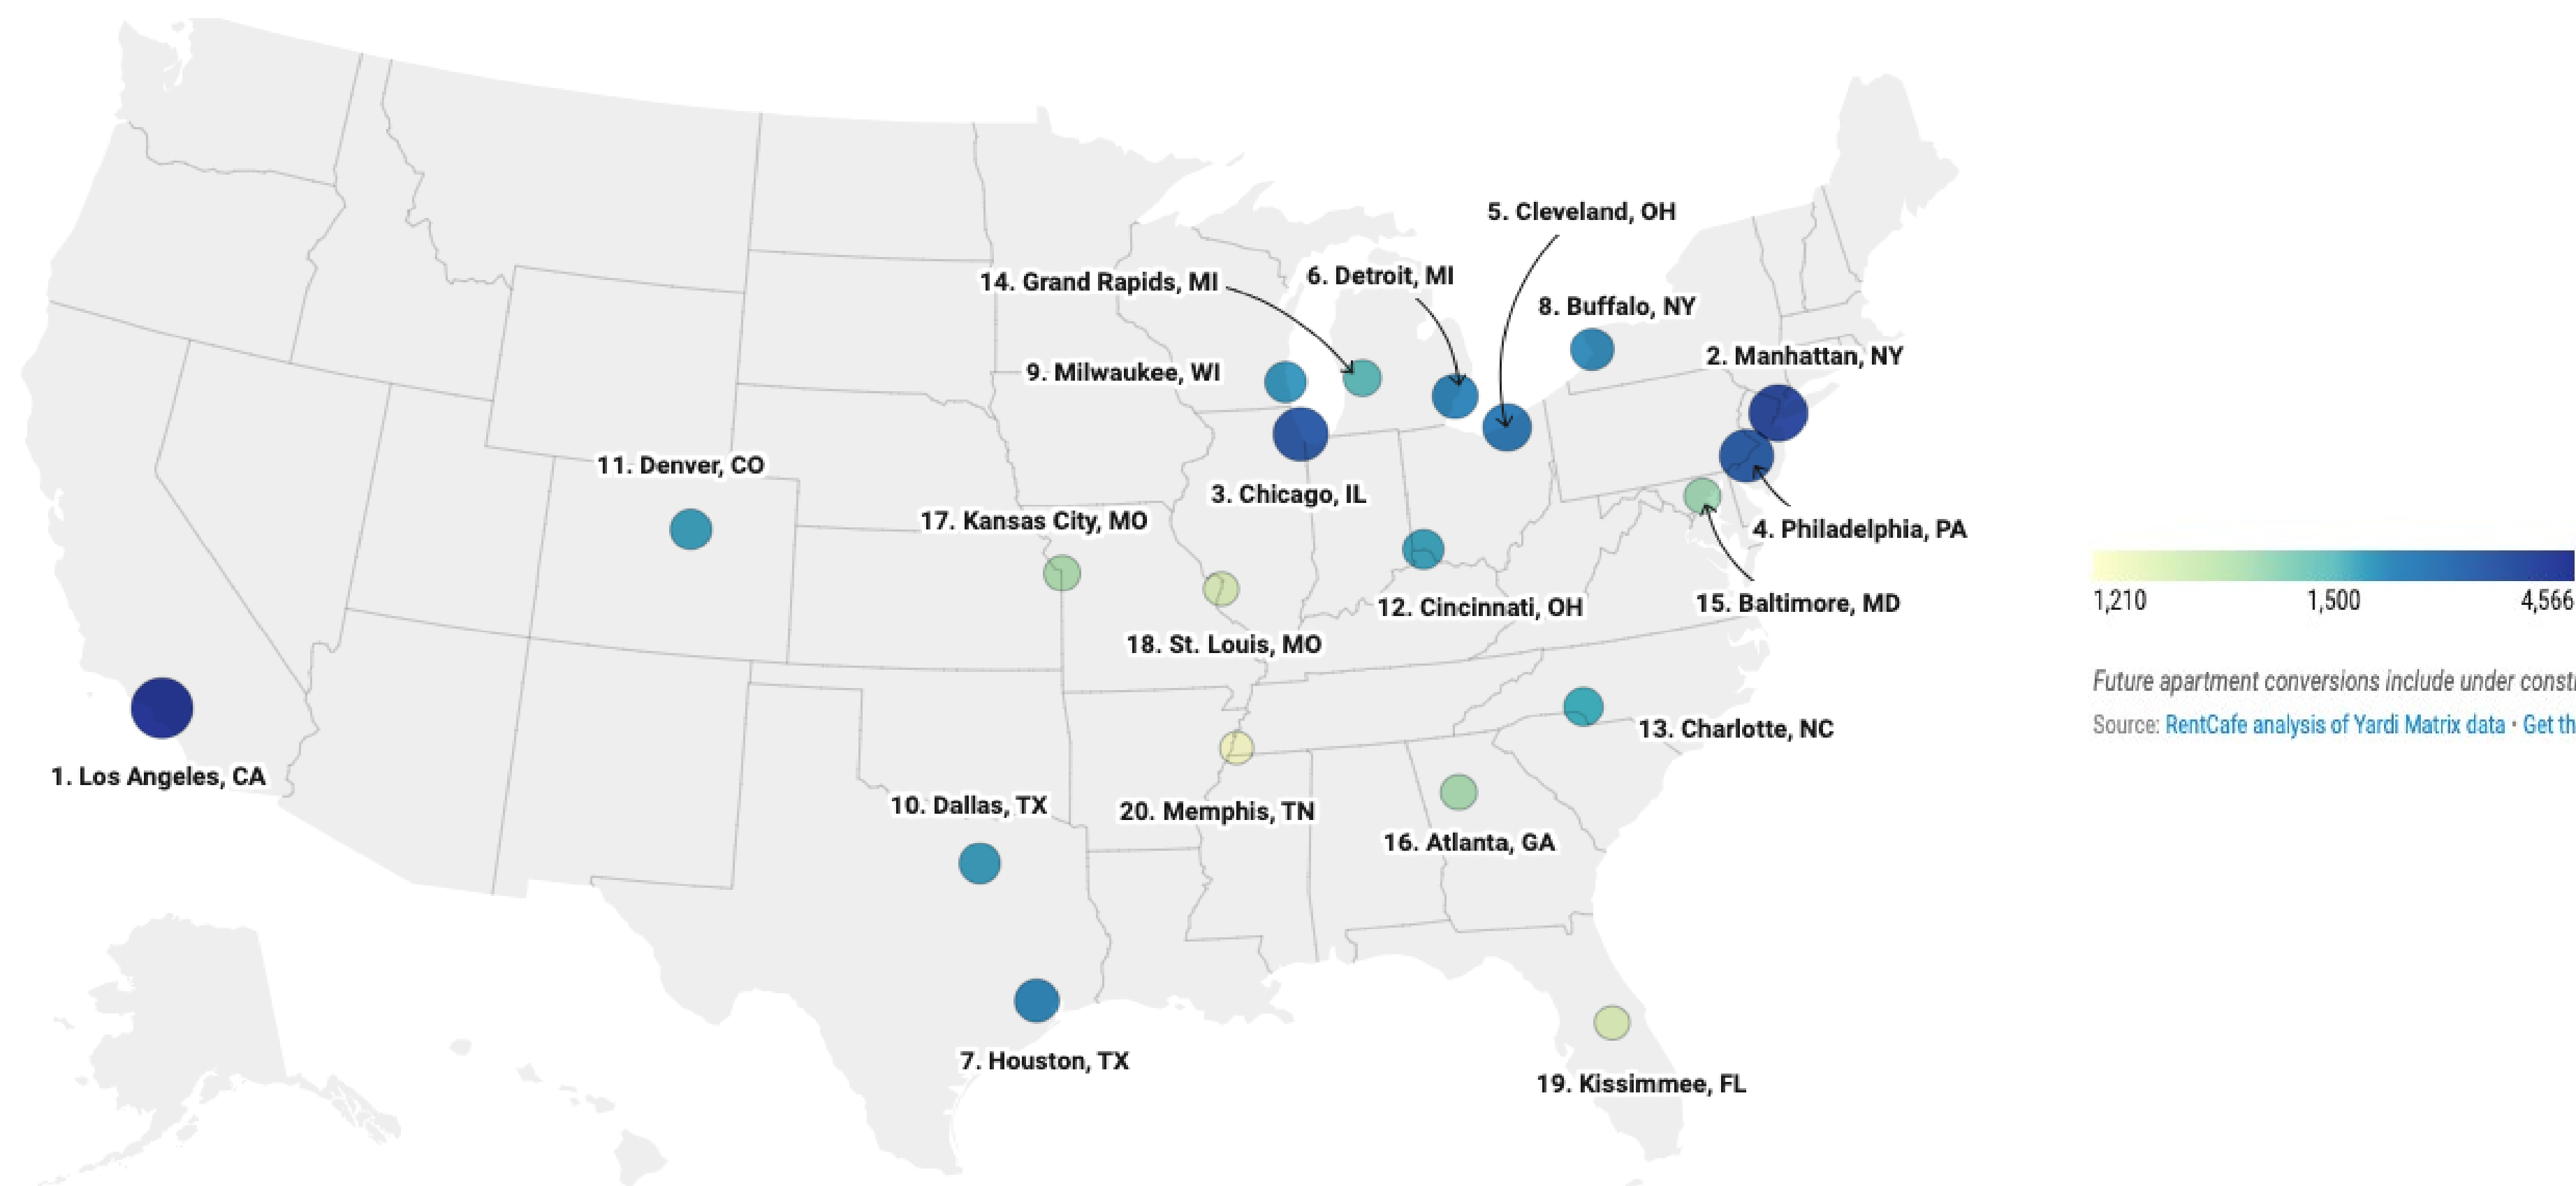 5. Cleveland, OH
14. Grand Rapids, MI
6. Detroit, MI
8. Buffalo, NY
2. Manhattan, NY
9. Milwaukee, WI
11. Denver, CO
3. Chicago, IL
17. Kansas City, MO
4. Philadelphia, PA
12. Cincinnati, OH
15. Baltimore, MD
18. St. Louis, MO
13. Charlotte, NC
1. Los Angeles, CA
10. Dallas, TX
20. Memphis, TN
16. Atlanta, GA
7. Houston, TX
19. Kissimmee, FL
1,210 1,500 4,566
Future apartment conversions include under
Source: RentCafe analysis of Yardi Matrix data • Get